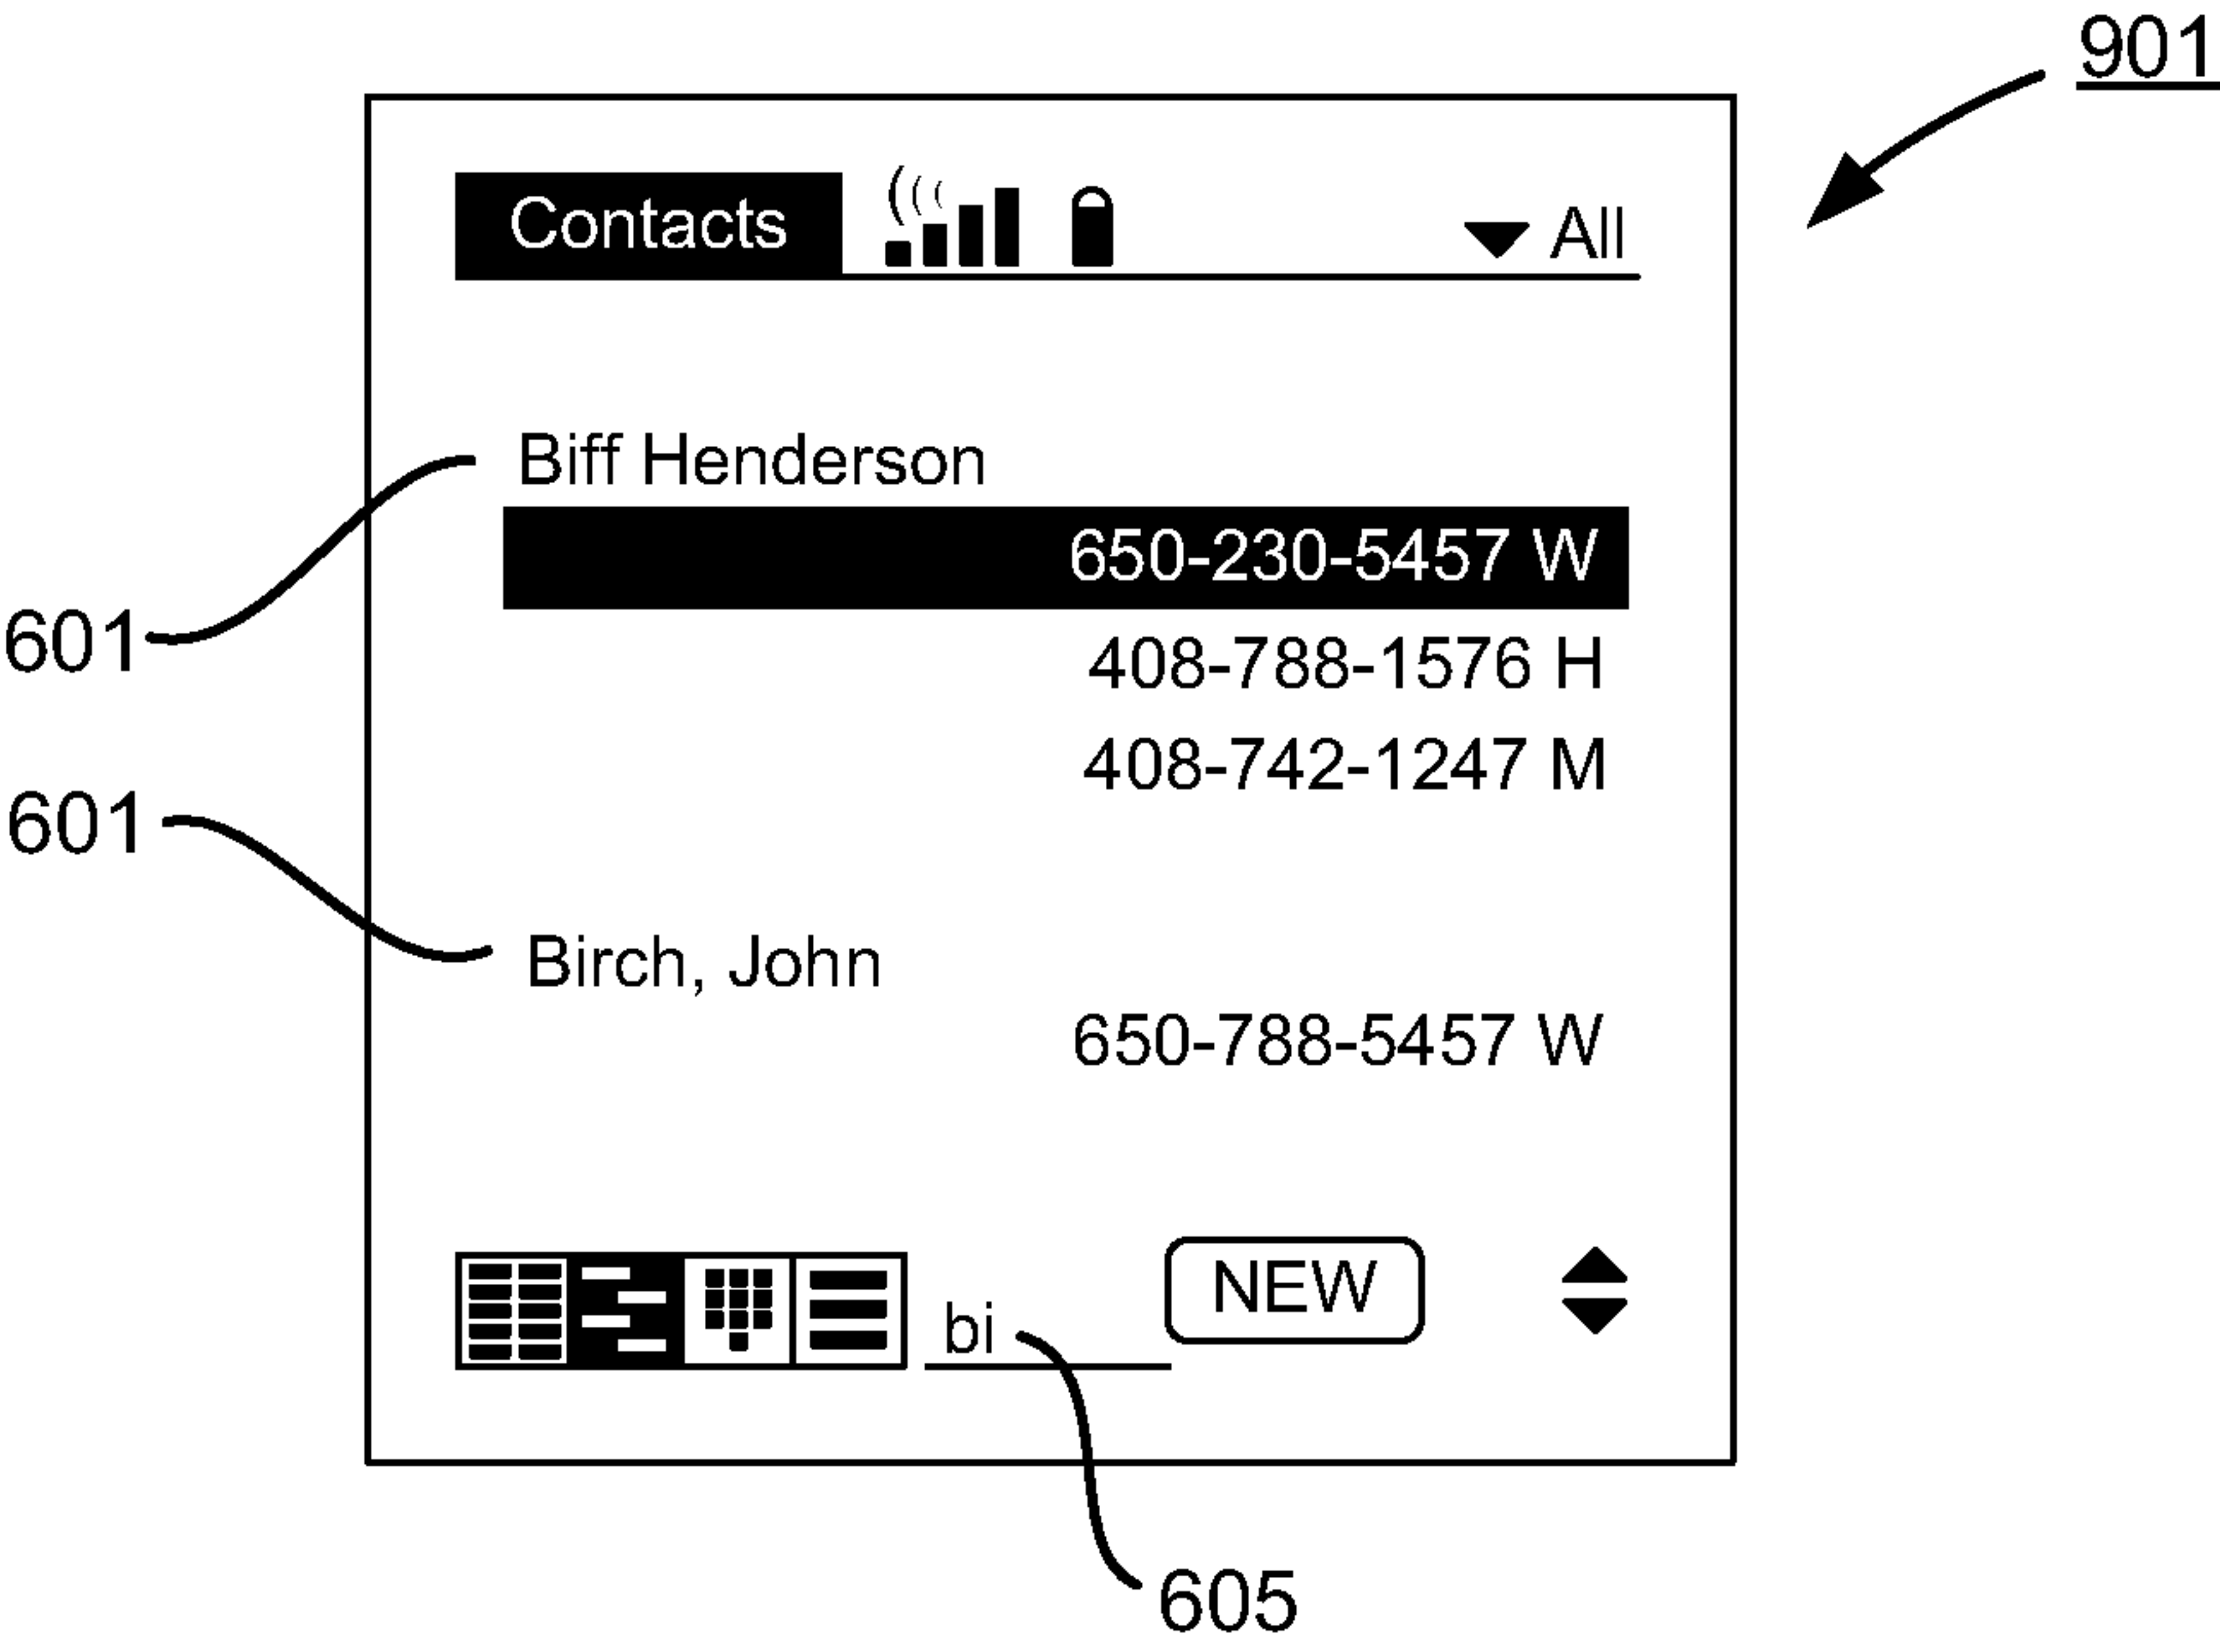 901
Contacts
All
Biff Henderson
650-230-5457 W
601
408-788-1576 H
408-742-1247 M
601
Birch, John
650-788-5457 W
bi
NEW
605